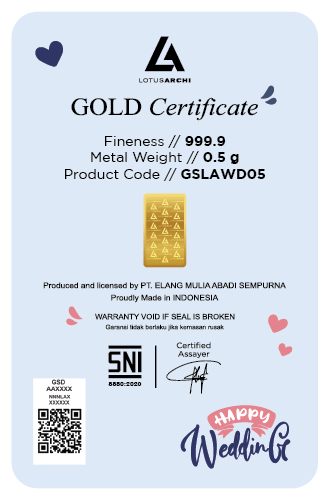 LOTUSARCHI
GOLD Certificate
Fineness // 999.9
Metal Weight // 0.5 g
Product Code // GSLAWD05
Produced and licensed by PT. ELANG MULIA ABADI SEMPURNA
Proudly Made in INDONESIA
WARRANTY VOID IF SEAL IS BROKEN
Garansi tidak berlaku jika kemasan rusak
Certified
Assayer
SNI
8880:2020
GSD
AAXXXX
NNNLAX
XXXXXX
HAPPY
WeddinG